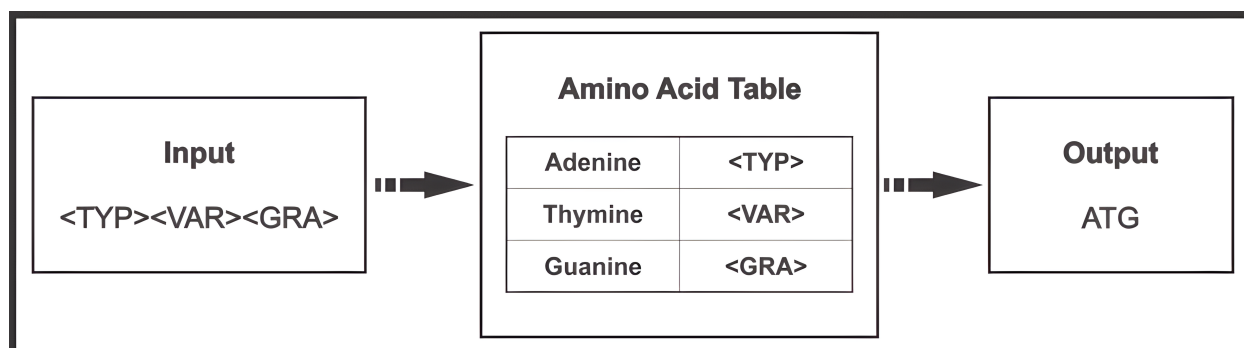 Input
<TYP><VAR><GRA>
Amino Acid Table
Adenine <TYP>
Thymine <VAR>
Guanine <GRA>
Output
ATG